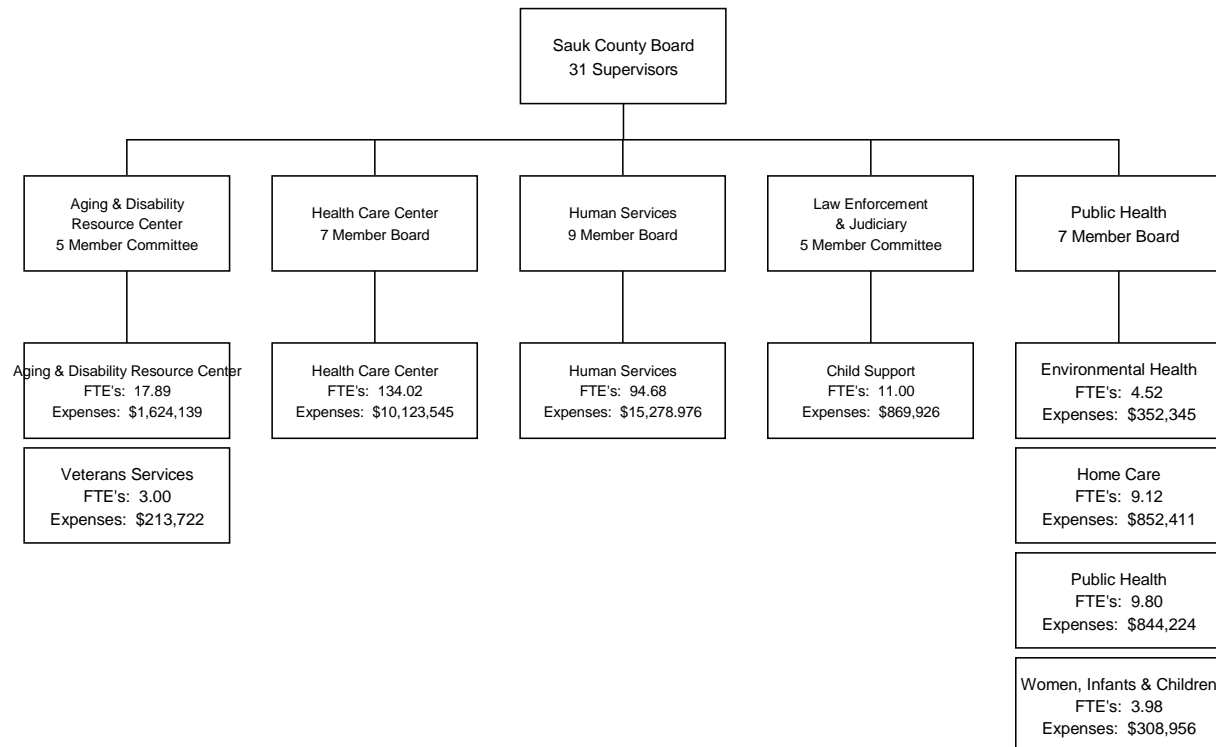 Sauk County Board
31 Supervisors
Aging & Disability
Resource Center
5 Member Committee
Health Care Center
7 Member Board
Human Services
9 Member Board
Law Enforcement
& Judiciary
5 Member Committee
Public Health
7 Member Board
Aging & Disability Resource Center
FTE's: 17.89
Expenses: $1,624,139
Health Care Center
FTE's: 134.02
Expenses: $10,123,545
Human Services
FTE's: 94.68
Expenses: $15,278.976
Child Support
FTE's: 11.00
Expenses: $869,926
Environmental Health
FTE's: 4.52
Expenses: $352,345
Veterans Services
FTE's: 3.00
Expenses: $213,722
Home Care
FTE's: 9.12
Expenses: $852,411
Public Health
FTE's: 9.80
Expenses: $844,224
Women, Infants & Children
FTE's: 3.98
Expenses: $308,956